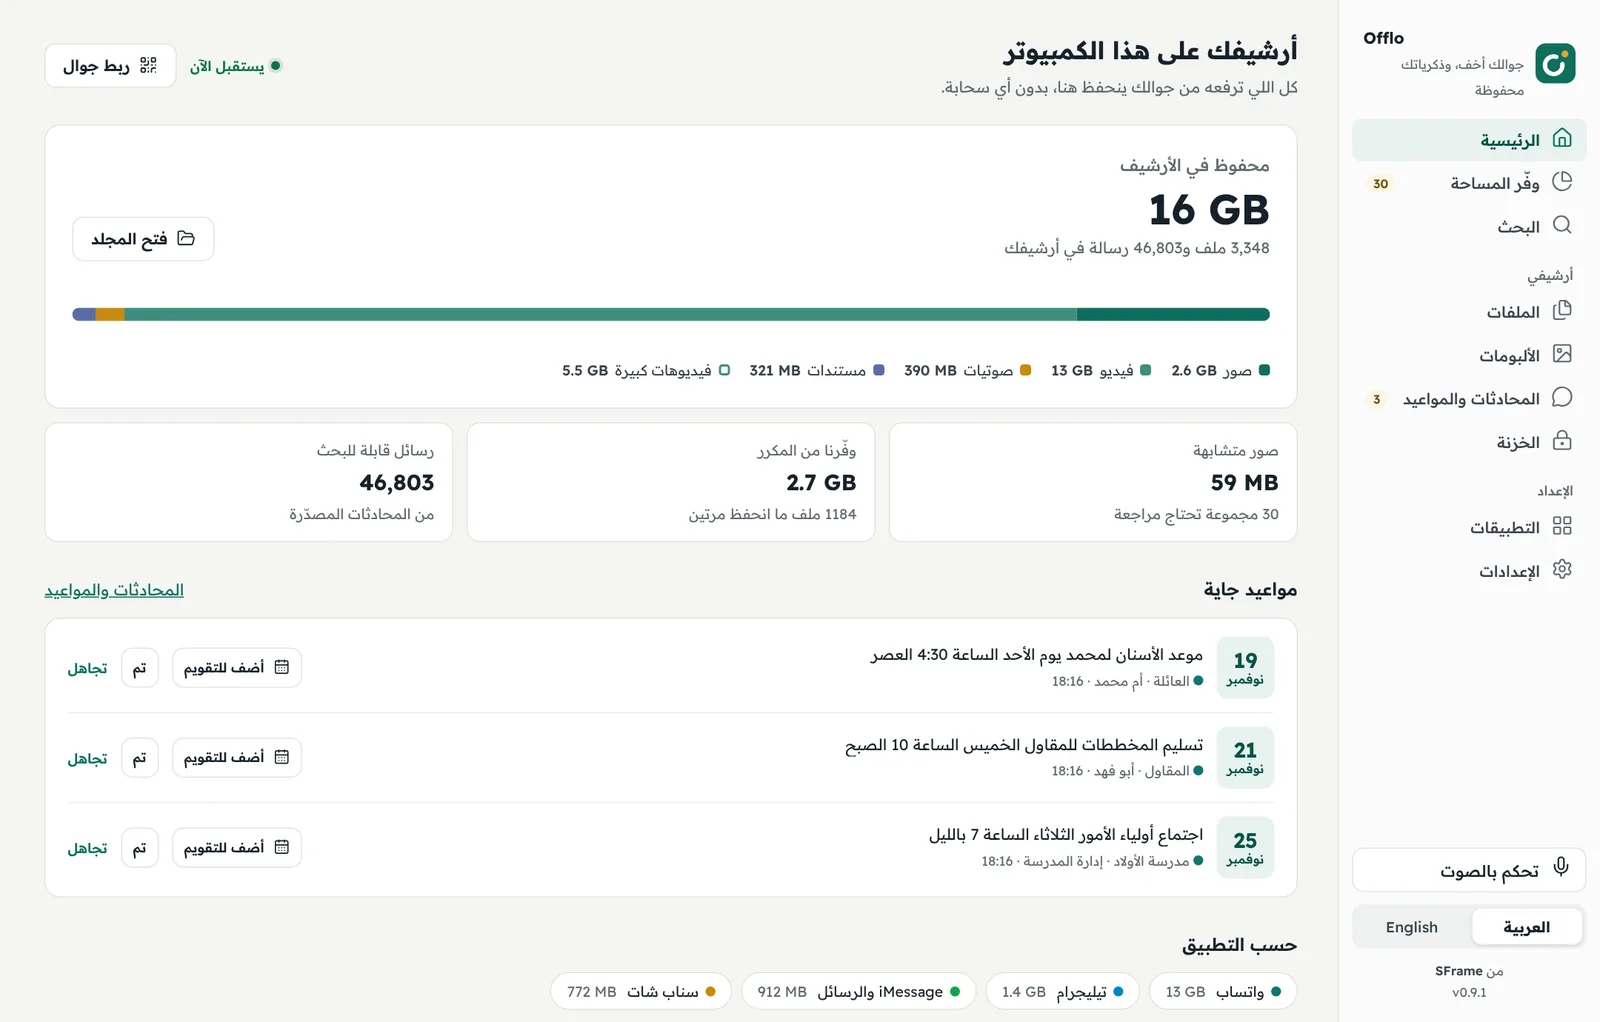 Offlo
جوالك أخف، وذكرياتك
محفوظة
الرئيسية
وفّر المساحة 30
البحث
أرشيفي
الملفات
الألبومات
المحادثات والمواعيد 3
الخزنة
الإعداد
التطبيقات
الإعدادات
تحكم بالصوت
العربية English
من SFrame
v0.9.1
أرشيفك على هذا الكمبيوتر
كل اللي ترفعه من جوالك ينحفظ هنا، بدون أي سحابة.
يستقبل الآن
ربط جوال
محفوظ في الأرشيف
16 GB
3,348 ملف و46,803 رسالة في أرشيفك
فتح المجلد
صور 2.6 GB فيديو 13 GB صوتيات 390 MB مستندات 321 MB فيديوهات كبيرة 5.5 GB
صور متشابهة
59 MB
30 مجموعة تحتاج مراجعة
وفّرنا من المكرر
2.7 GB
1184 ملف ما انحفظ مرتين
رسائل قابلة للبحث
46,803
من المحادثات المصدّرة
مواعيد جاية
المحادثات والمواعيد
19
نوفمبر
موعد الأسنان لمحمد يوم الأحد الساعة 4:30 العصر
العائلة · أم محمد · 18:16
أضف للتقويم تم تجاهل
21
نوفمبر
تسليم المخططات للمقاول الخميس الساعة 10 الصبح
المقاول · أبو فهد · 18:16
أضف للتقويم تم تجاهل
25
نوفمبر
اجتماع أولياء الأمور الثلاثاء الساعة 7 بالليل
مدرسة الأولاد · إدارة المدرسة · 18:16
أضف للتقويم تم تجاهل
حسب التطبيق
واتساب 13 GB تيليجرام 1.4 GB iMessage والرسائل 912 MB سناب شات 772 MB